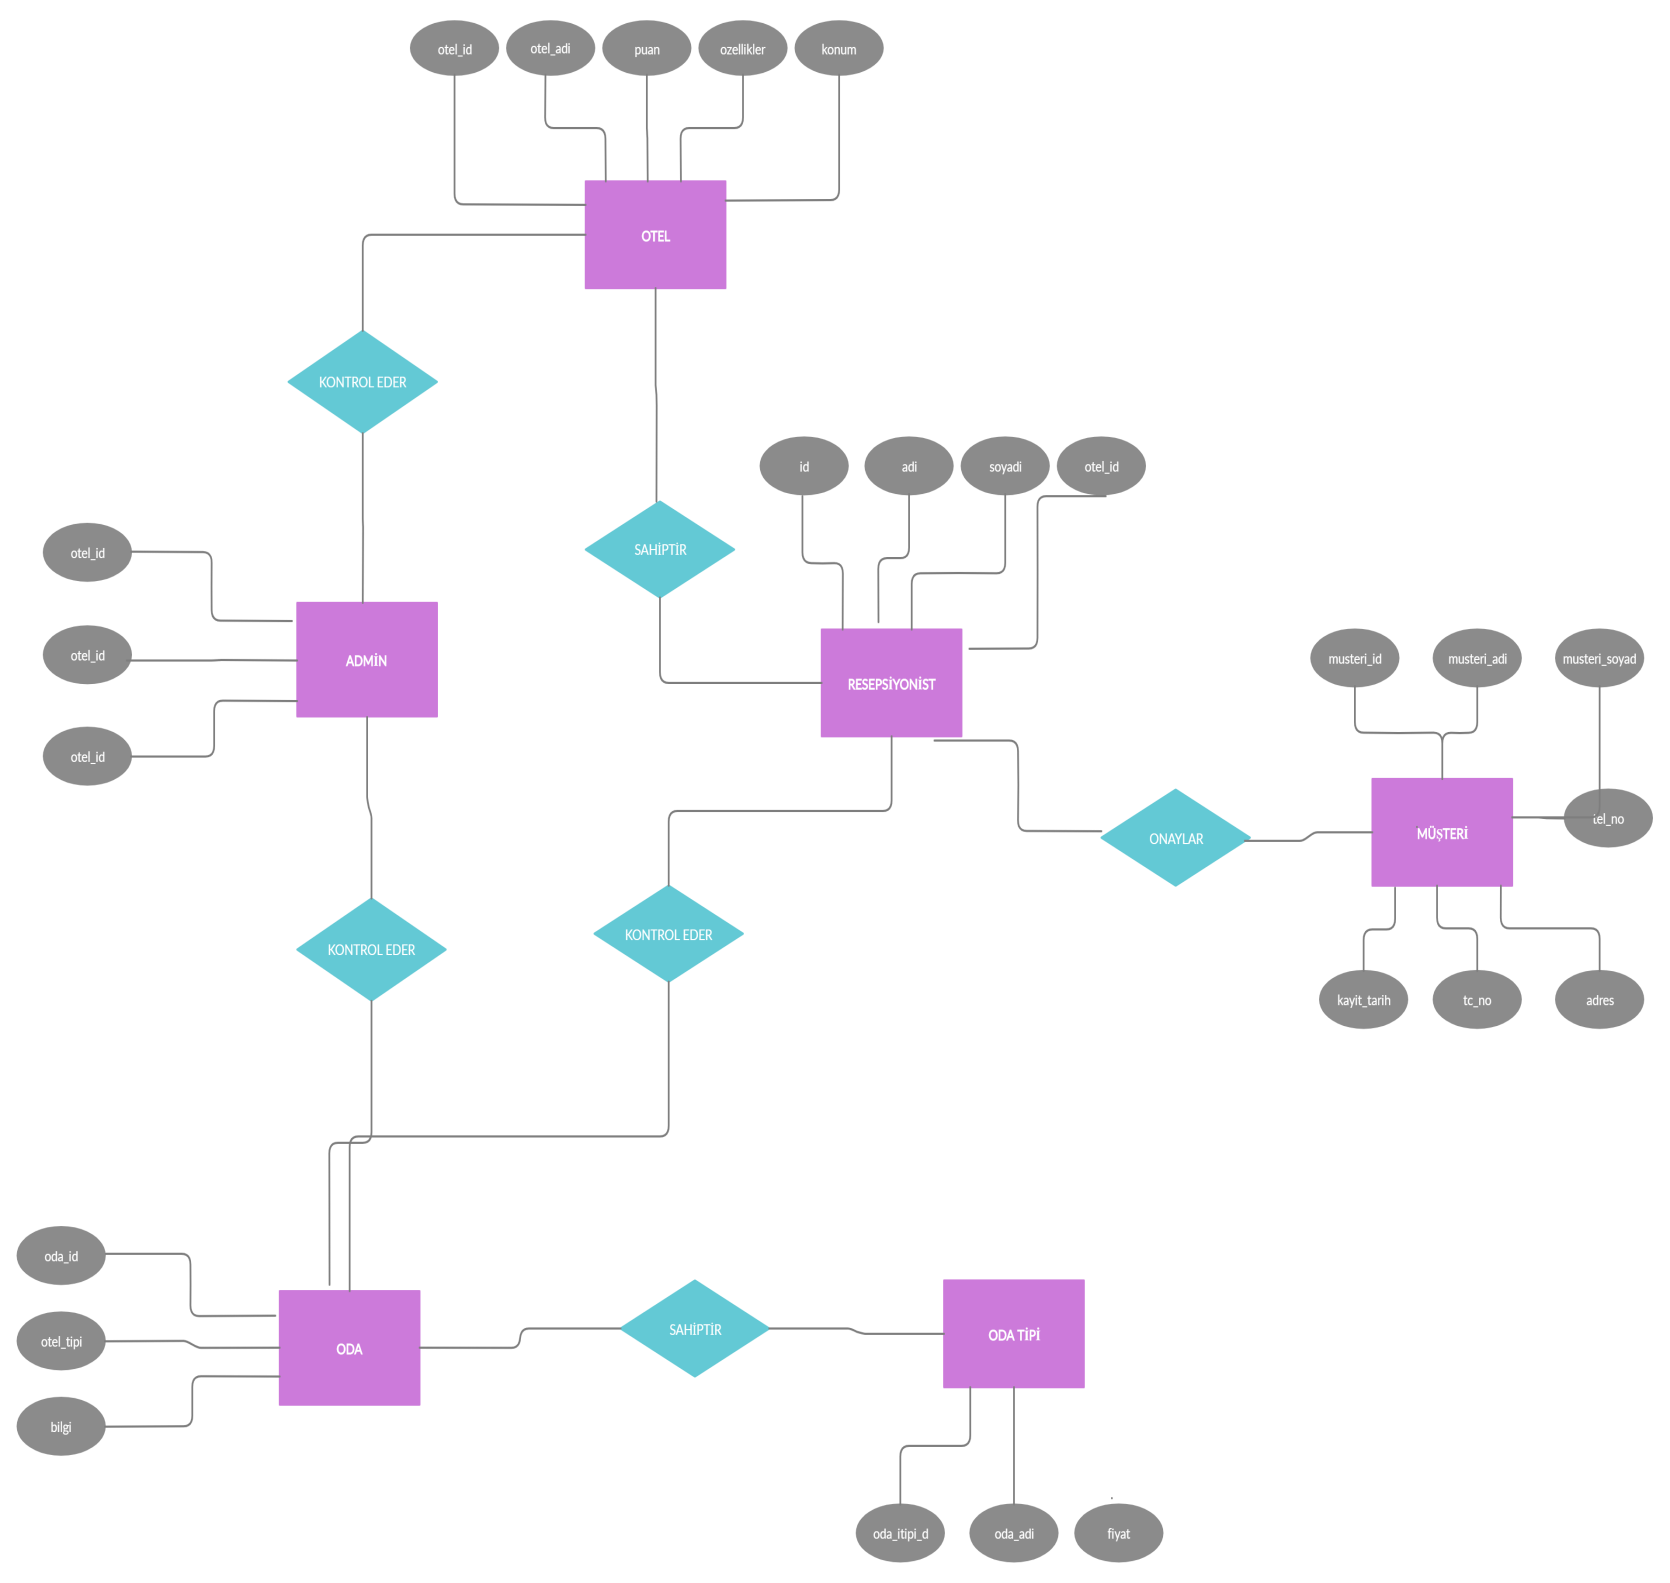 otel_id
otel_adi
puan
ozellikler
konum
OTEL
KONTROL EDER
id
adi
soyadi
otel_id
otel_id
SAHİPTİR
otel_id
ADMİN
RESEPSİYONİST
musteri_id
musteri_adi
musteri_soyad
otel_id
ONAYLAR
MÜŞTERİ
tel_no
KONTROL EDER
KONTROL EDER
kayit_tarih
tc_no
adres
oda_id
otel_tipi
ODA
SAHİPTİR
ODA TİPİ
bilgi
oda_itipi_d
oda_adi
fiyat